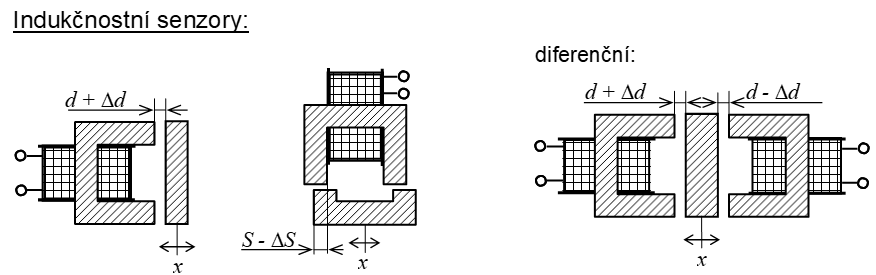 Indukčnostní senzory:
diferenční:
d + Δd
d + Δd
d - Δd
S - ΔS
x
x
x